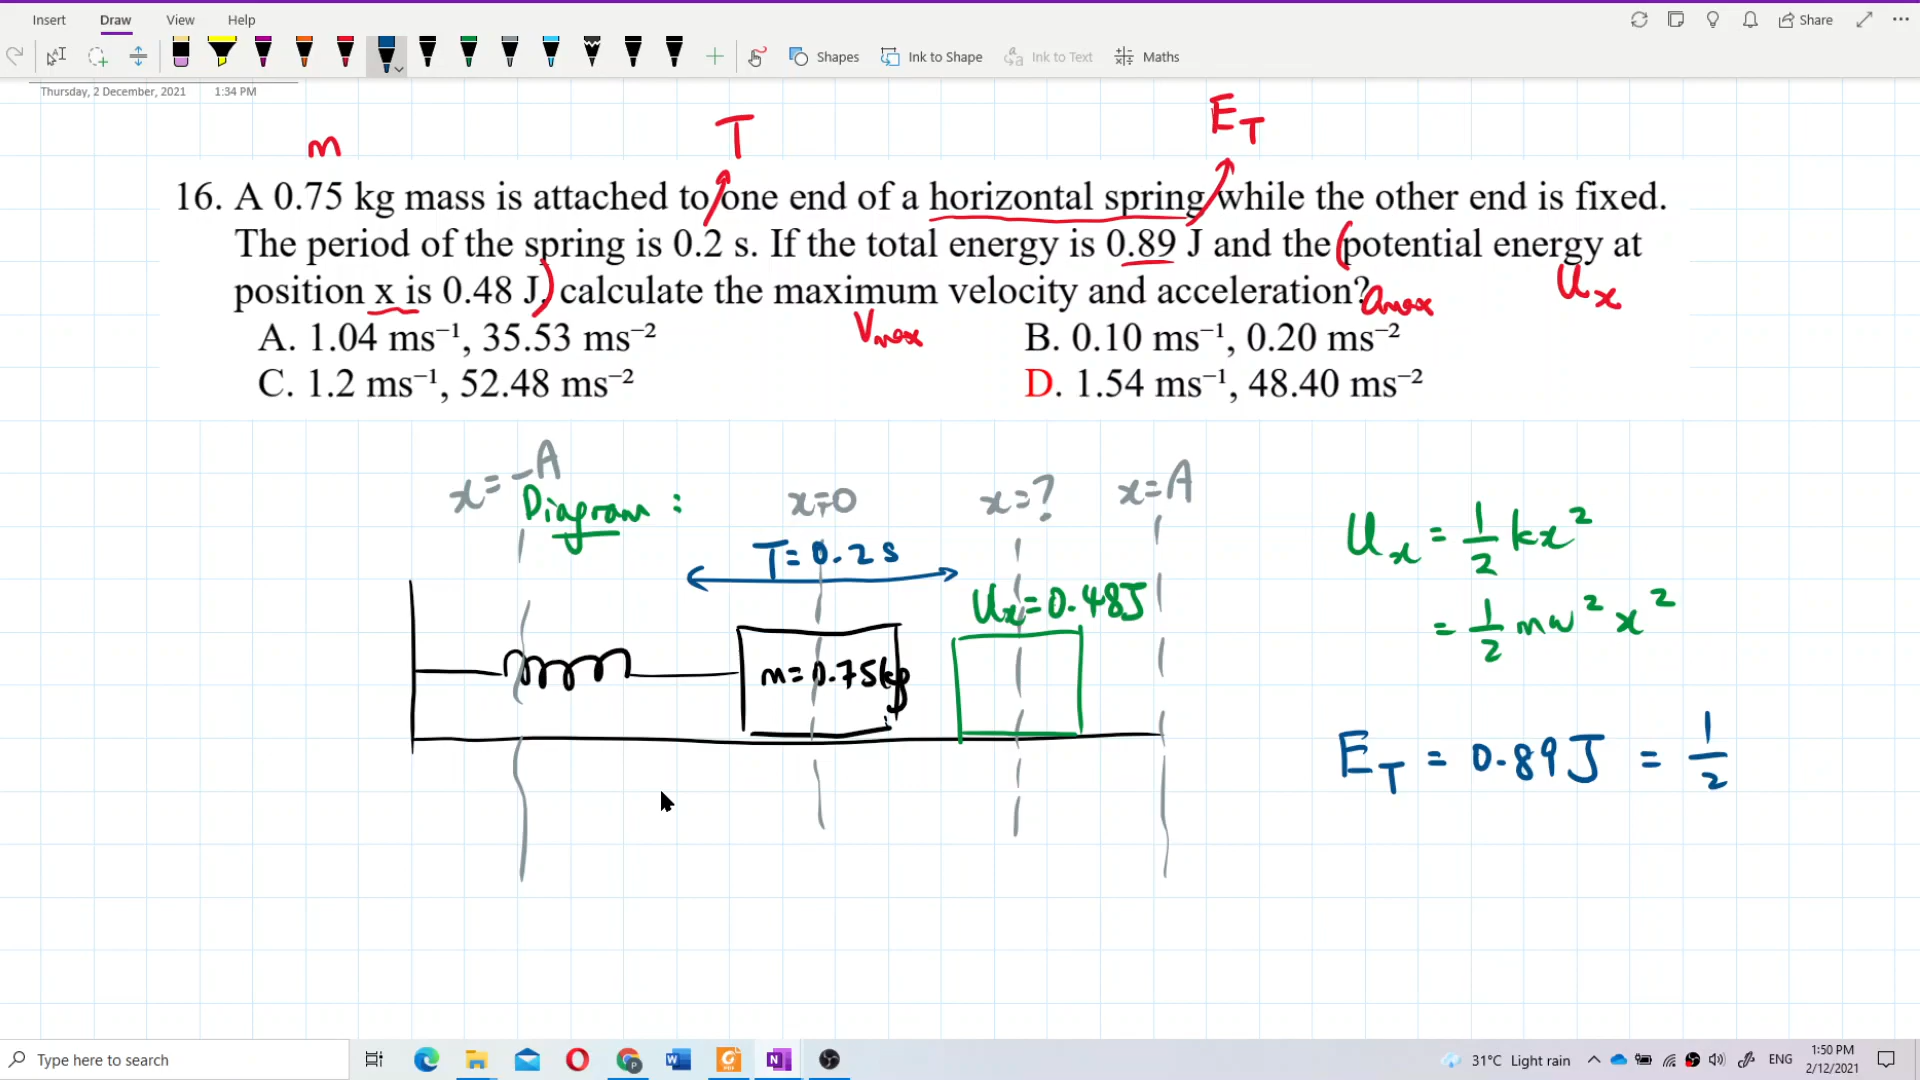 Insert Draw View Help
Share
Shapes Ink to Shape Ink to Text Maths
Thursday, 2 December, 2021 1:34 PM
m
T
E_T
16. A 0.75 kg mass is attached to one end of a horizontal spring while the other end is fixed.
The period of the spring is 0.2 s. If the total energy is 0.89 J and the (potential energy at
position x is 0.48 J,) calculate the maximum velocity and acceleration?
U_x
a_max
V_max
A. 1.04 ms⁻¹, 35.53 ms⁻²
B. 0.10 ms⁻¹, 0.20 ms⁻²
C. 1.2 ms⁻¹, 52.48 ms⁻²
D. 1.54 ms⁻¹, 48.40 ms⁻²
x=-A
Diagram:
x=0
x=?
x=A
T=0.2s
U_x=0.48J
m=0.75kg
U_x = 1/2 kx²
= 1/2 mω²x²
E_T = 0.89J = 1/2
Type here to search
31°C Light rain
ENG
1:50 PM
2/12/2021